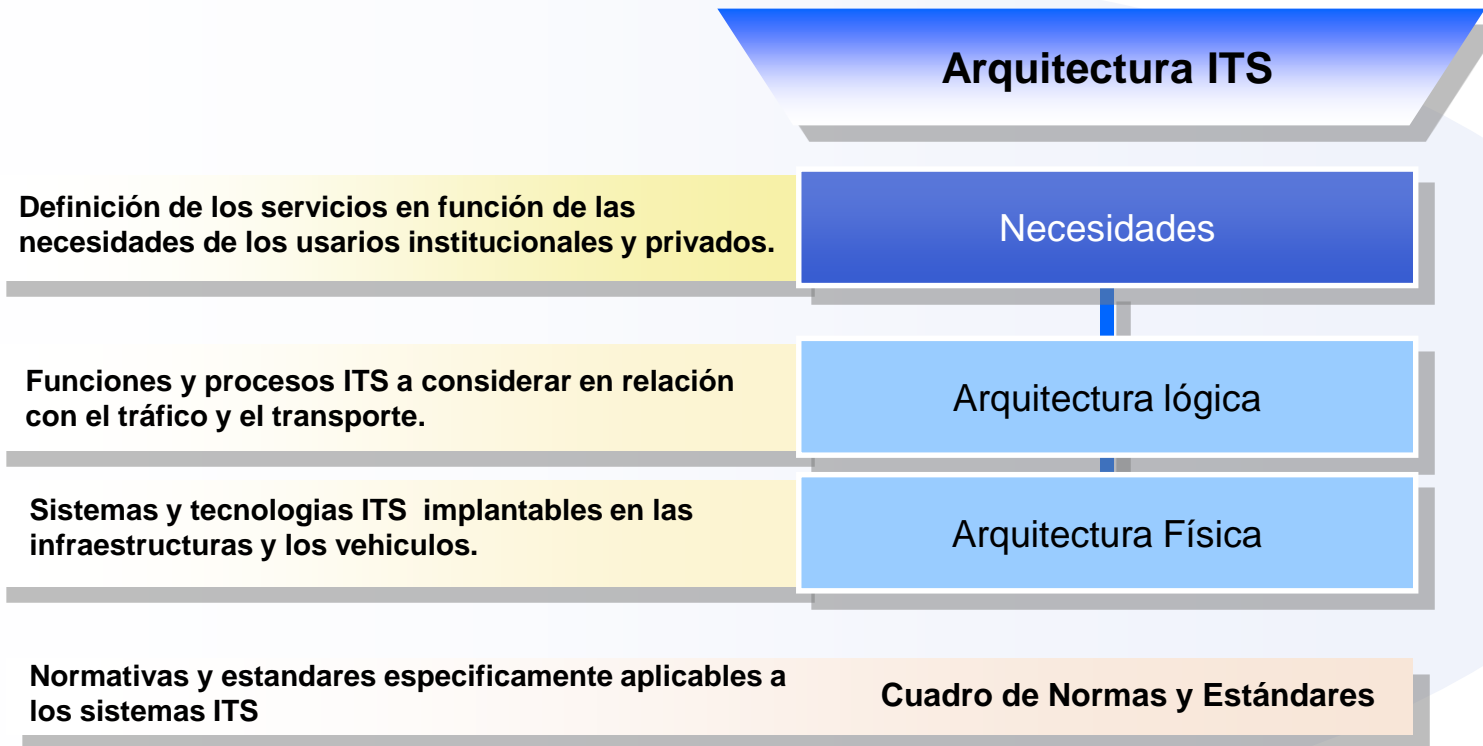 Arquitectura ITS
Definición de los servicios en función de las
necesidades de los usarios institucionales y privados.
Necesidades
Funciones y procesos ITS a considerar en relación
con el tráfico y el transporte.
Arquitectura lógica
Sistemas y tecnologias ITS implantables en las
infraestructuras y los vehiculos.
Arquitectura Física
Normativas y estandares especificamente aplicables a
los sistemas ITS
Cuadro de Normas y Estándares